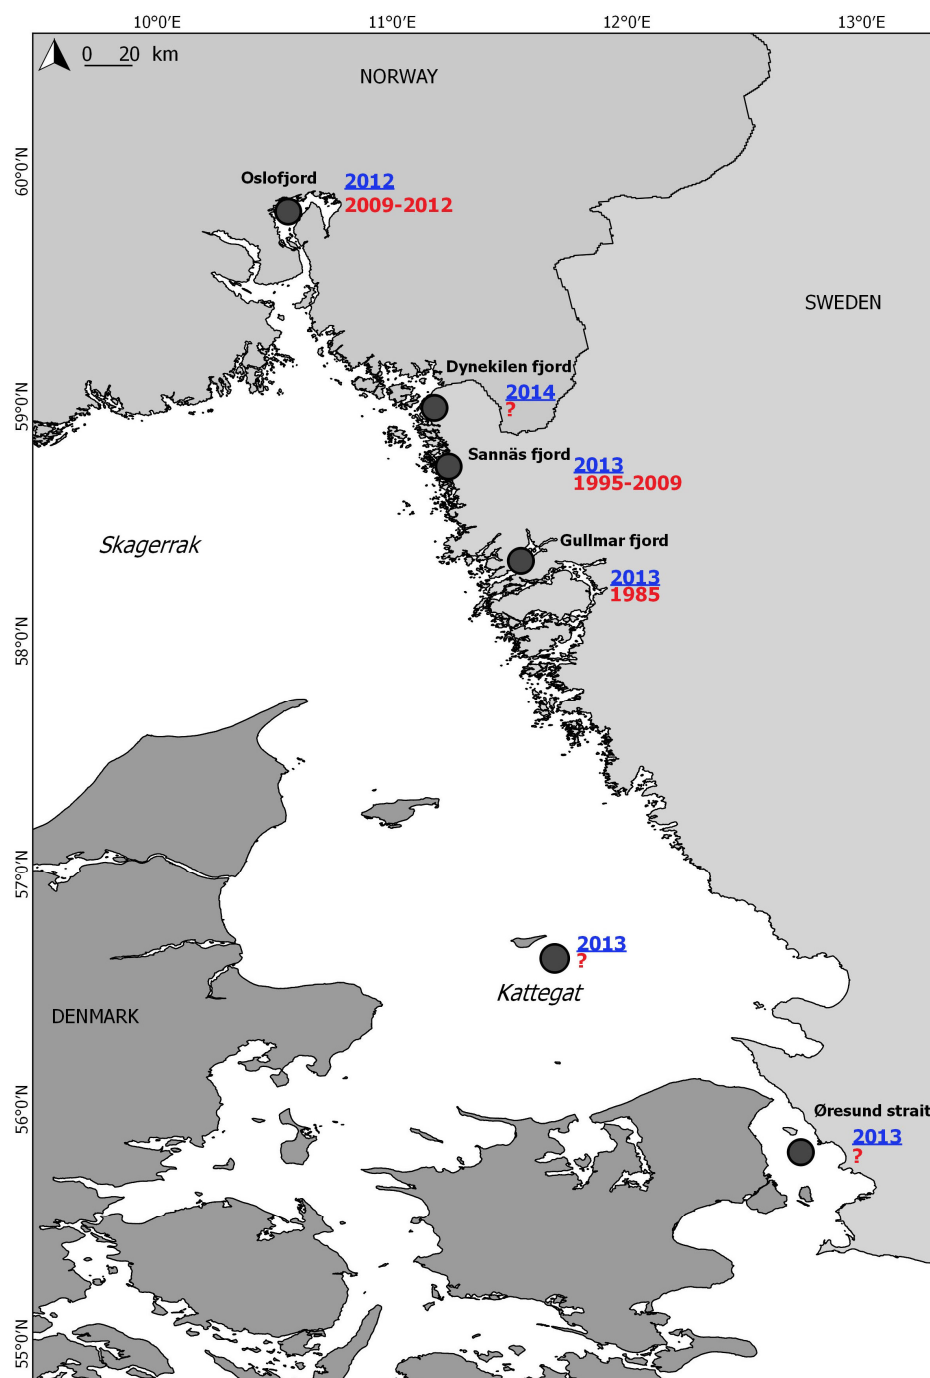 10°0′E 11°0′E 12°0′E 13°0′E
0 20 km
NORWAY
60°0′N
Oslofjord
2012
2009-2012
SWEDEN
Dynekilen fjord
2014
?
59°0′N
Sannäs fjord
2013
1995-2009
Skagerrak
Gullmar fjord
2013
1985
58°0′N
57°0′N
2013
?
Kattegat
DENMARK
56°0′N
Øresund strait
2013
?
55°0′N